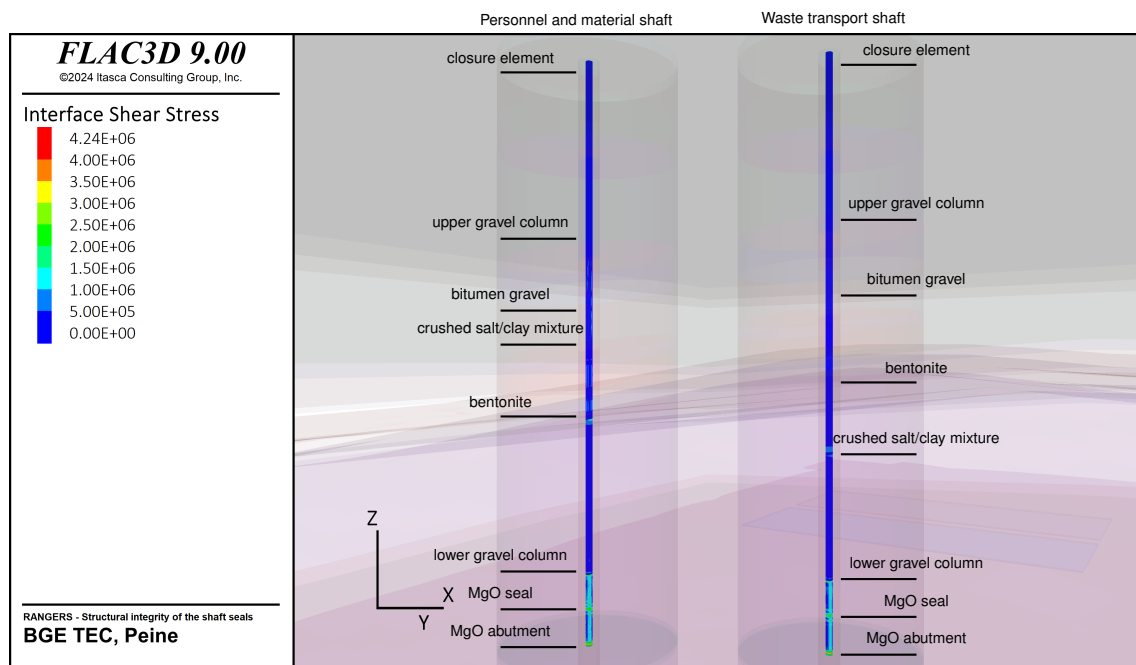 Personnel and material shaft
Waste transport shaft
FLAC3D 9.00
©2024 Itasca Consulting Group, Inc.
Interface Shear Stress
4.24E+06
4.00E+06
3.50E+06
3.00E+06
2.50E+06
2.00E+06
1.50E+06
1.00E+06
5.00E+05
0.00E+00
closure element
upper gravel column
bitumen gravel
crushed salt/clay mixture
bentonite
lower gravel column
MgO seal
MgO abutment
closure element
upper gravel column
bitumen gravel
bentonite
crushed salt/clay mixture
lower gravel column
MgO seal
MgO abutment
Z
X
Y
RANGERS - Structural integrity of the shaft seals
BGE TEC, Peine